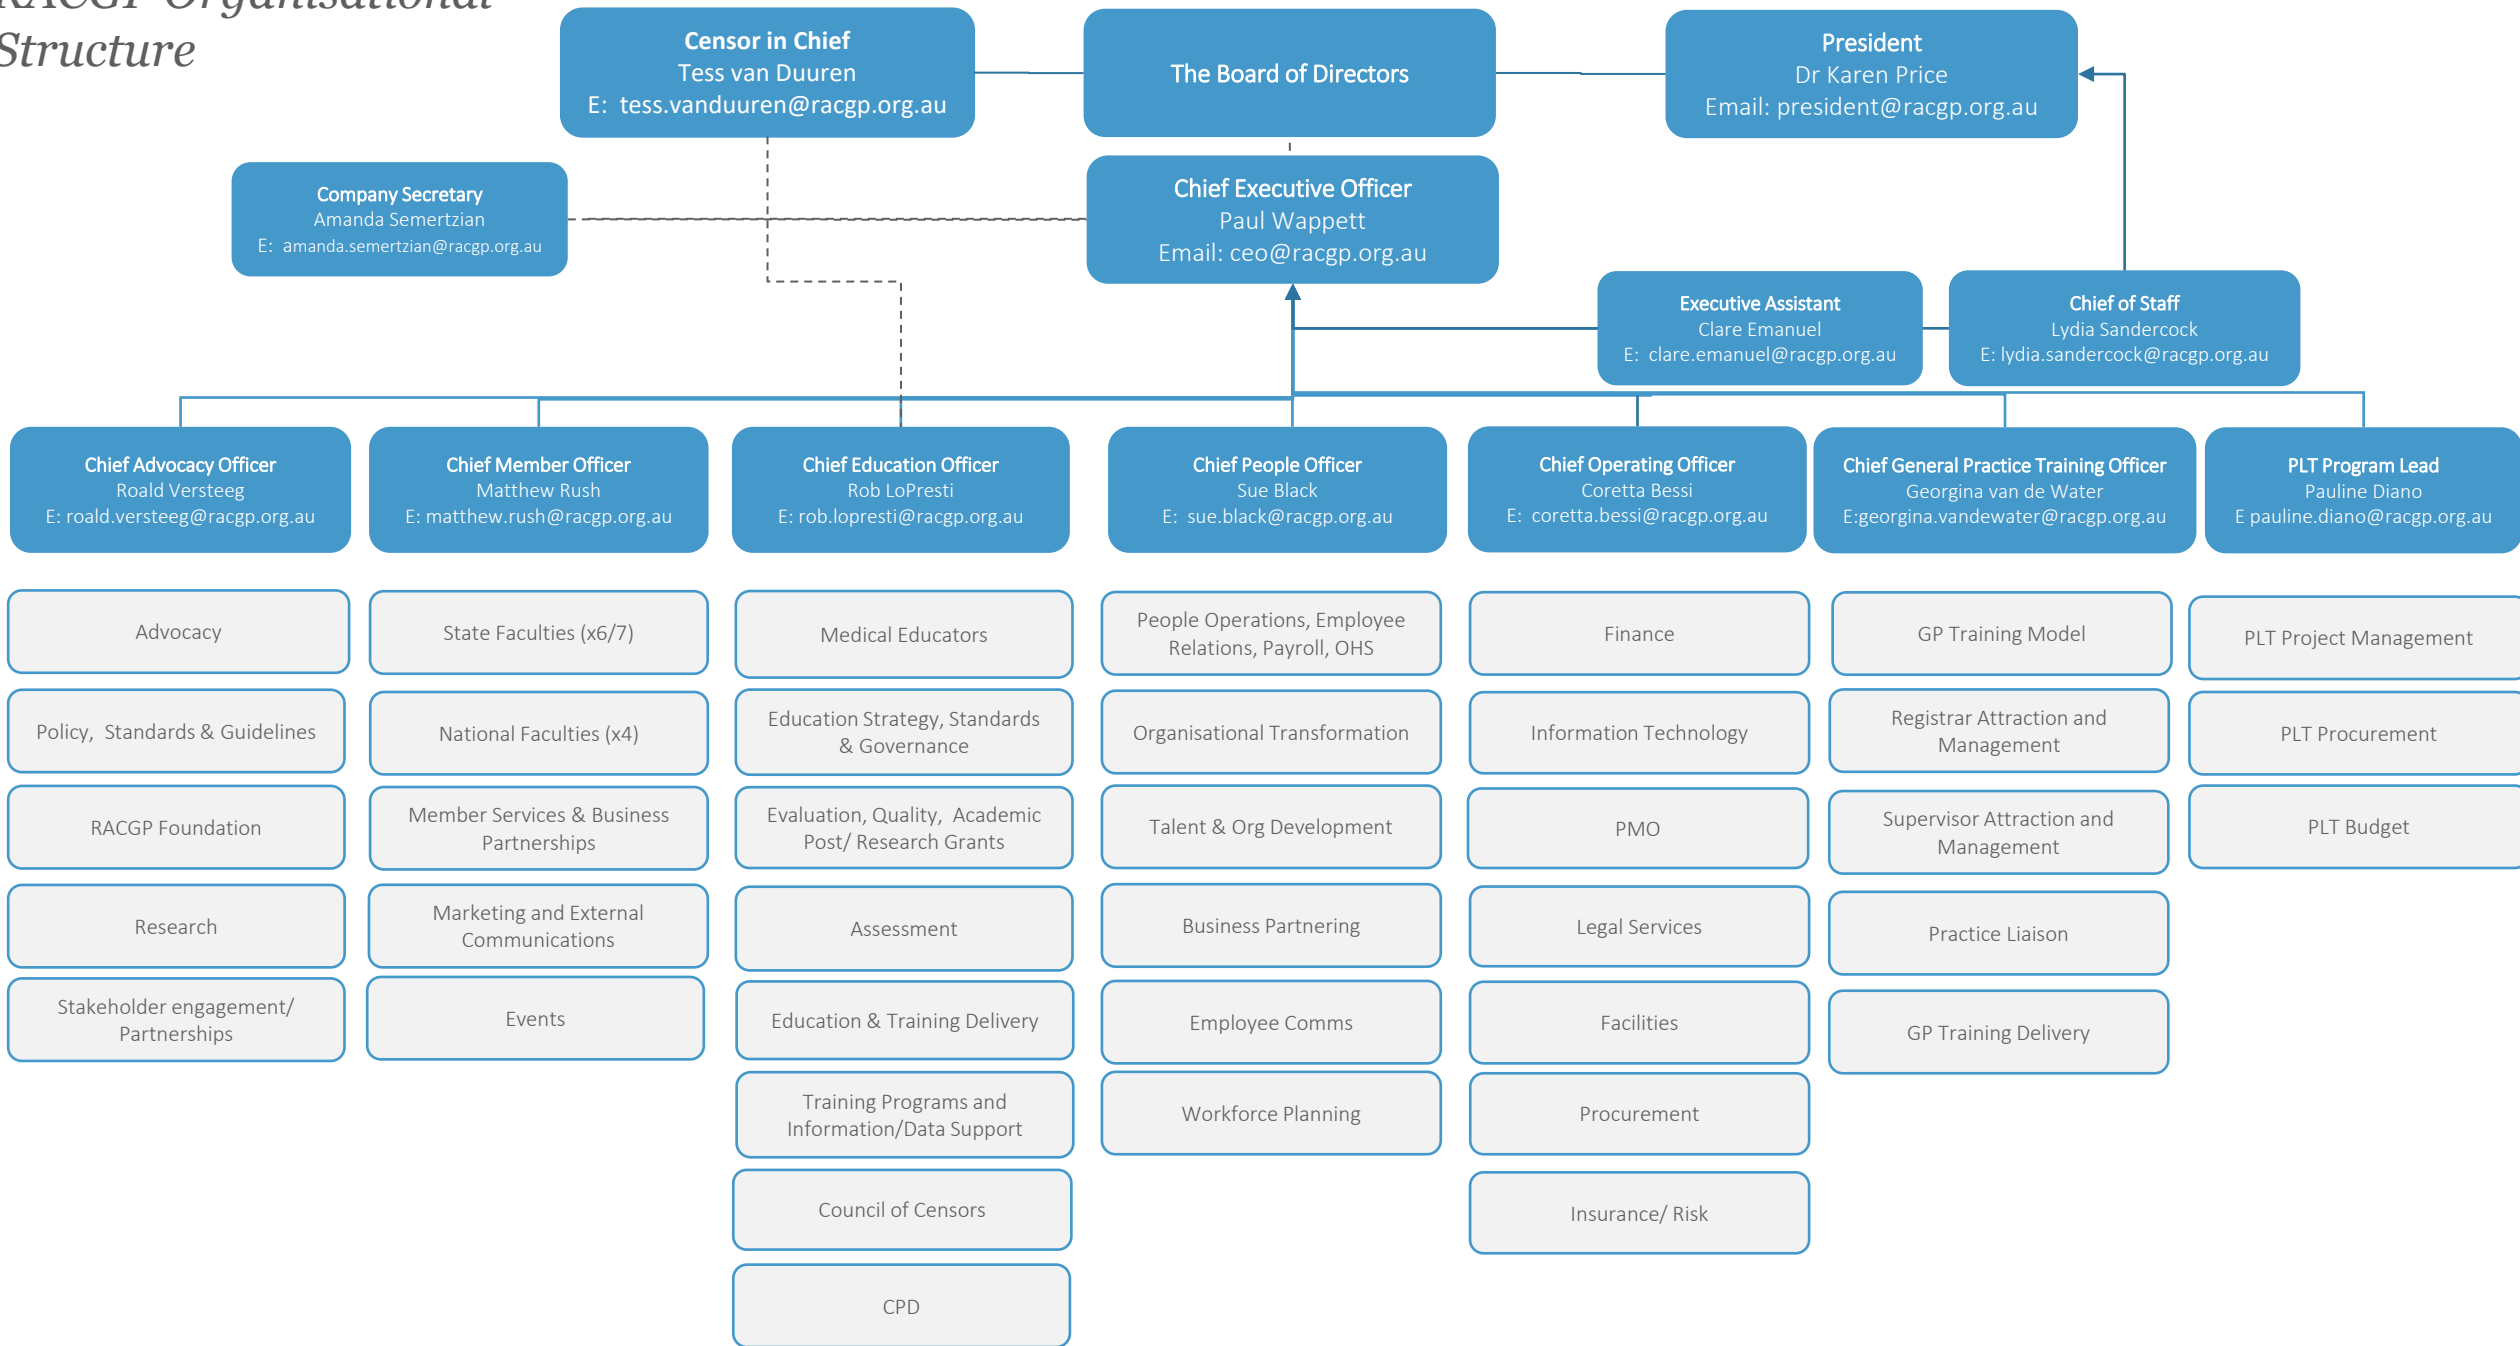 RACGP Organisational
Structure
Censor in Chief
Tess van Duuren
E:  tess.vanduuren@racgp.org.au
The Board of Directors
President
Dr Karen Price
Email: president@racgp.org.au
Company Secretary
Amanda Semertzian
E:  amanda.semertzian@racgp.org.au
Chief Executive Officer
Paul Wappett
Email: ceo@racgp.org.au
Executive Assistant
Clare Emanuel
E:  clare.emanuel@racgp.org.au
Chief of Staff
Lydia Sandercock
E: lydia.sandercock@racgp.org.au
Chief Advocacy Officer
Roald Versteeg
E: roald.versteeg@racgp.org.au
Chief Member Officer
Matthew Rush
E: matthew.rush@racgp.org.au
Chief Education Officer
Rob LoPresti
E: rob.lopresti@racgp.org.au
Chief People Officer
Sue Black
E:  sue.black@racgp.org.au
Chief Operating Officer
Coretta Bessi
E:  coretta.bessi@racgp.org.au
Chief General Practice Training Officer
Georgina van de Water
E:georgina.vandewater@racgp.org.au
PLT Program Lead
Pauline Diano
E pauline.diano@racgp.org.au
Advocacy
Policy,  Standards & Guidelines
RACGP Foundation
Research
Stakeholder engagement/
Partnerships
State Faculties (x6/7)
National Faculties (x4)
Member Services & Business
Partnerships
Marketing and External
Communications
Events
Medical Educators
Education Strategy, Standards
& Governance
Evaluation, Quality,  Academic
Post/ Research Grants
Assessment
Education & Training Delivery
Training Programs and
Information/Data Support
Council of Censors
CPD
People Operations, Employee
Relations, Payroll, OHS
Organisational Transformation
Talent & Org Development
Business Partnering
Employee Comms
Workforce Planning
Finance
Information Technology
PMO
Legal Services
Facilities
Procurement
Insurance/ Risk
GP Training Model
Registrar Attraction and
Management
Supervisor Attraction and
Management
Practice Liaison
GP Training Delivery
PLT Project Management
PLT Procurement
PLT Budget